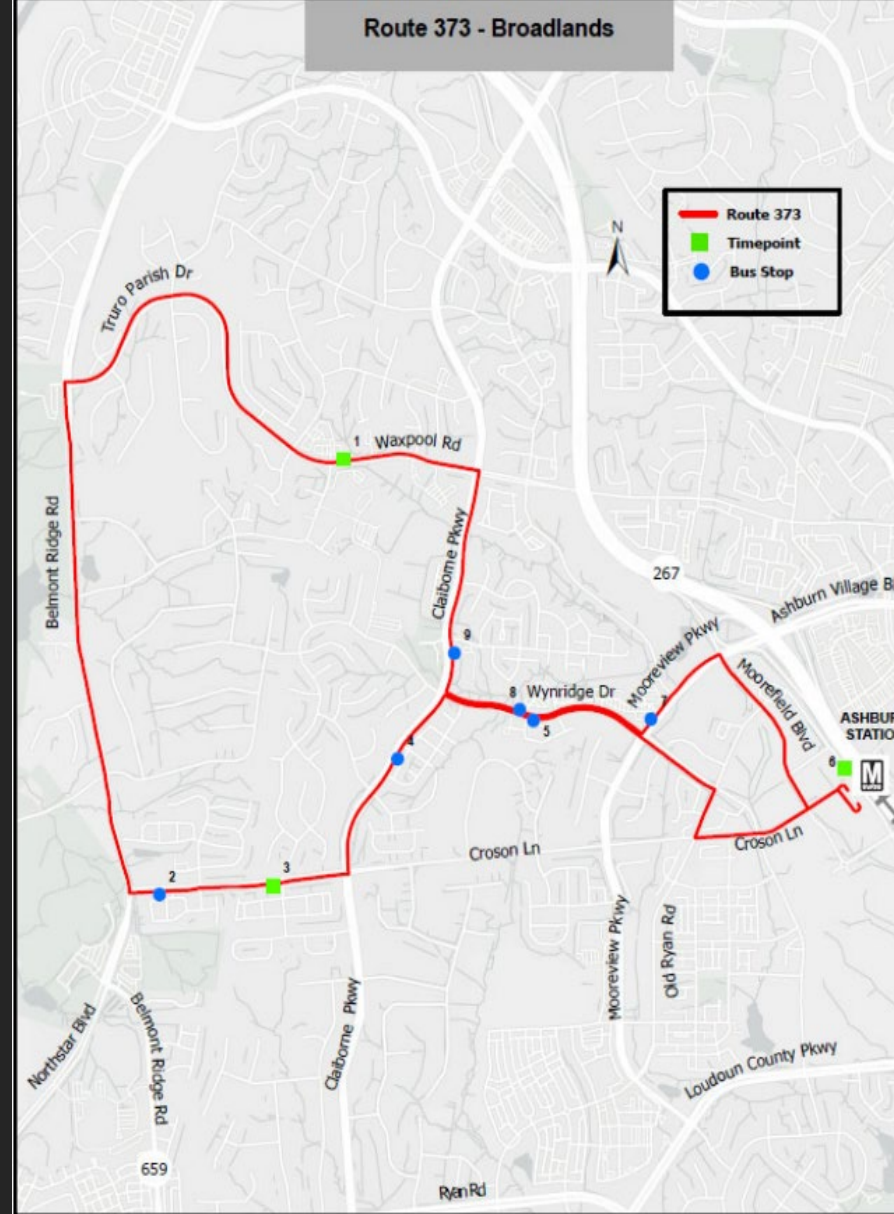 Route 373 - Broadlands
Route 373
Timepoint
Bus Stop
N
Truro Parish Dr
1
Waxpool Rd
Belmont Ridge Rd
Claiborne Pkwy
267
Ashburn Village
9
Mooreview Pkwy
8
Wynridge Dr
7
5
Moorefield Blvd
4
6
M
Croson Ln
Croson Ln
2
3
Mooreview Pkwy
Old Ryan Rd
Claiborne Pkwy
Northstar Blvd
Belmont Ridge Rd
Loudoun County Pkwy
659
Ryan Rd